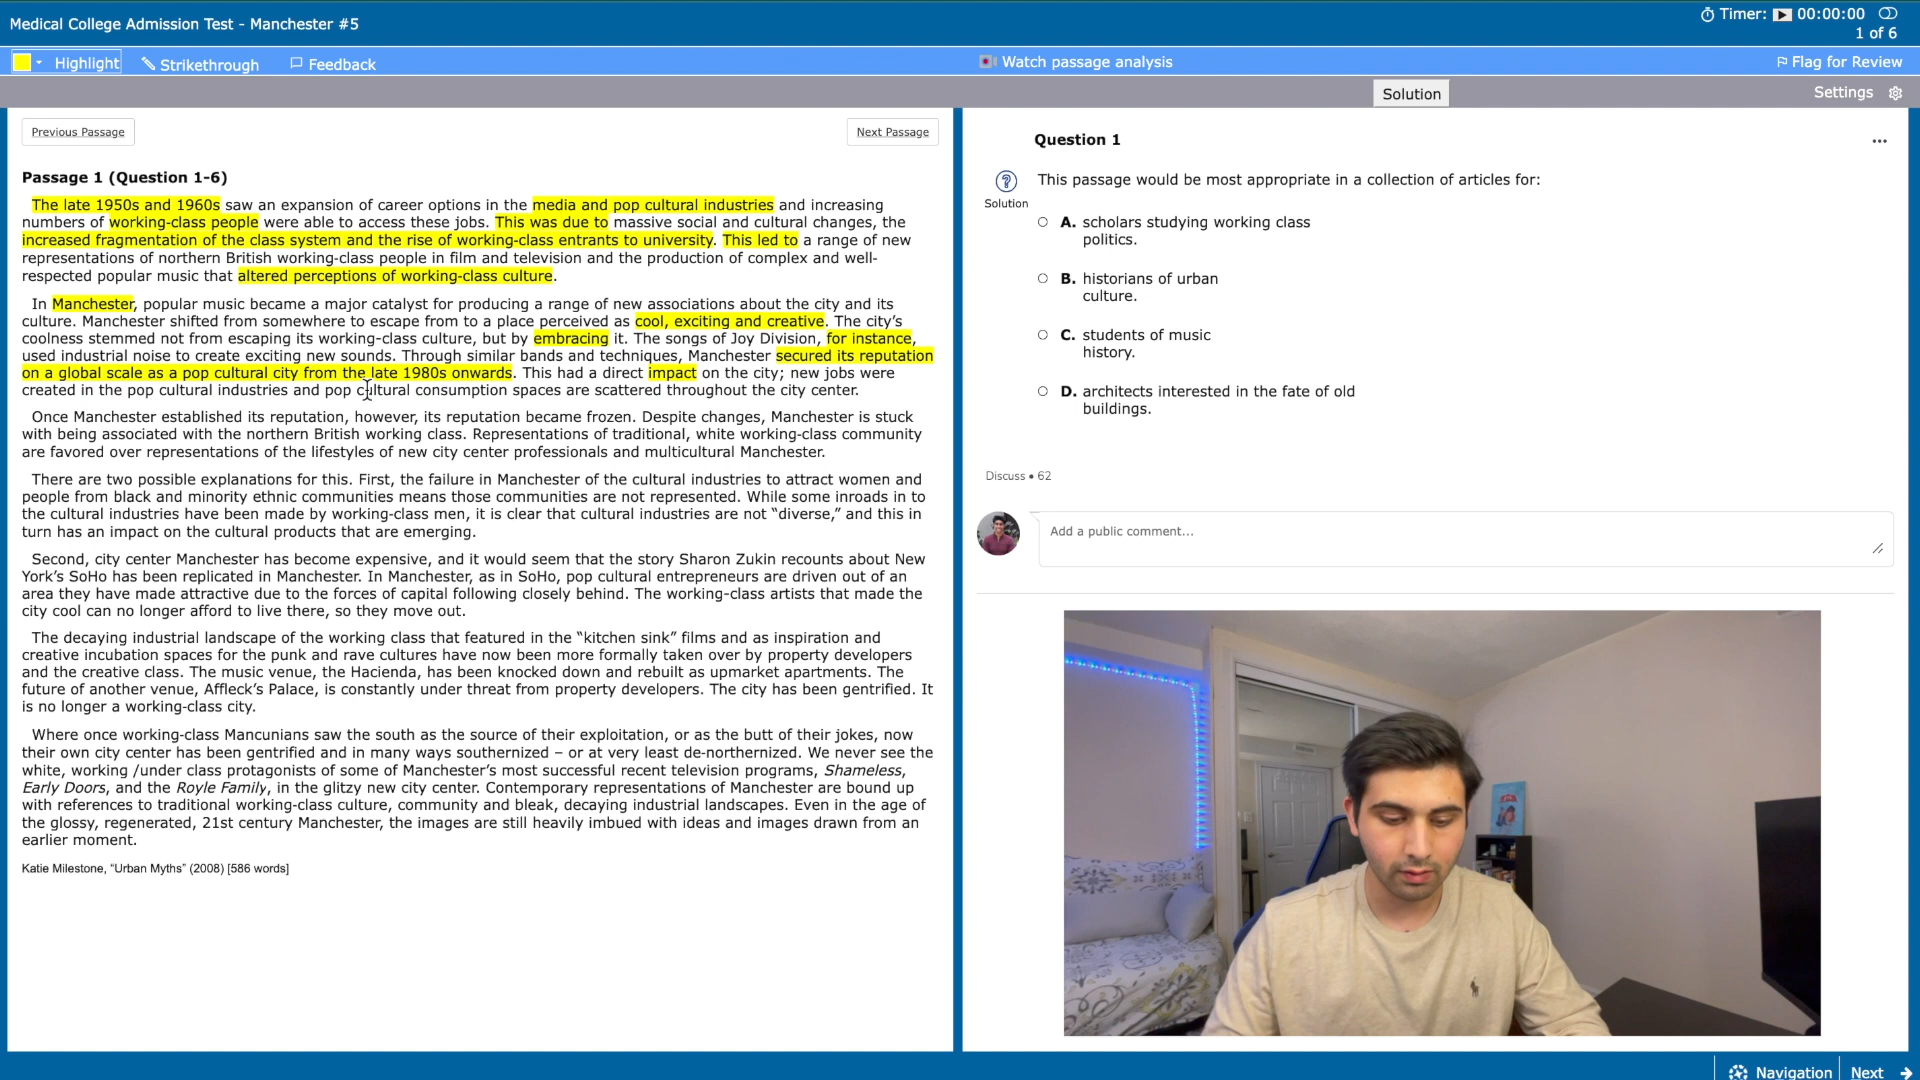 Medical College Admission Test - Manchester #5
Timer: 00:00:00
1 of 6
Highlight Strikethrough Feedback Watch passage analysis Flag for Review
Solution Settings
Previous Passage Next Passage
Passage 1 (Question 1-6)
The late 1950s and 1960s saw an expansion of career options in the media and pop cultural industries and increasing
numbers of working-class people were able to access these jobs. This was due to massive social and cultural changes, the
increased fragmentation of the class system and the rise of working-class entrants to university. This led to a range of new
representations of northern British working-class people in film and television and the production of complex and well-
respected popular music that altered perceptions of working-class culture.
In Manchester, popular music became a major catalyst for producing a range of new associations about the city and its
culture. Manchester shifted from somewhere to escape from to a place perceived as cool, exciting and creative. The city’s
coolness stemmed not from escaping its working-class culture, but by embracing it. The songs of Joy Division, for instance,
used industrial noise to create exciting new sounds. Through similar bands and techniques, Manchester secured its reputation
on a global scale as a pop cultural city from the late 1980s onwards. This had a direct impact on the city; new jobs were
created in the pop cultural industries and pop cultural consumption spaces are scattered throughout the city center.
Once Manchester established its reputation, however, its reputation became frozen. Despite changes, Manchester is stuck
with being associated with the northern British working class. Representations of traditional, white working-class community
are favored over representations of the lifestyles of new city center professionals and multicultural Manchester.
There are two possible explanations for this. First, the failure in Manchester of the cultural industries to attract women and
people from black and minority ethnic communities means those communities are not represented. While some inroads in to
the cultural industries have been made by working-class men, it is clear that cultural industries are not “diverse,” and this in
turn has an impact on the cultural products that are emerging.
Second, city center Manchester has become expensive, and it would seem that the story Sharon Zukin recounts about New
York’s SoHo has been replicated in Manchester. In Manchester, as in SoHo, pop cultural entrepreneurs are driven out of an
area they have made attractive due to the forces of capital following closely behind. The working-class artists that made the
city cool can no longer afford to live there, so they move out.
The decaying industrial landscape of the working class that featured in the “kitchen sink” films and as inspiration and
creative incubation spaces for the punk and rave cultures have now been more formally taken over by property developers
and the creative class. The music venue, the Hacienda, has been knocked down and rebuilt as upmarket apartments. The
future of another venue, Affleck’s Palace, is constantly under threat from property developers. The city has been gentrified. It
is no longer a working-class city.
Where once working-class Mancunians saw the south as the source of their exploitation, or as the butt of their jokes, now
their own city center has been gentrified and in many ways southernized – or at very least de-northernized. We never see the
white, working /under class protagonists of some of Manchester’s most successful recent television programs, Shameless,
Early Doors, and the Royle Family, in the glitzy new city center. Contemporary representations of Manchester are bound up
with references to traditional working-class culture, community and bleak, decaying industrial landscapes. Even in the age of
the glossy, regenerated, 21st century Manchester, the images are still heavily imbued with ideas and images drawn from an
earlier moment.
Katie Milestone, “Urban Myths” (2008) [586 words]
Question 1
Solution
This passage would be most appropriate in a collection of articles for:
A. scholars studying working class
politics.
B. historians of urban
culture.
C. students of music
history.
D. architects interested in the fate of old
buildings.
Discuss • 62
Add a public comment...
Navigation Next